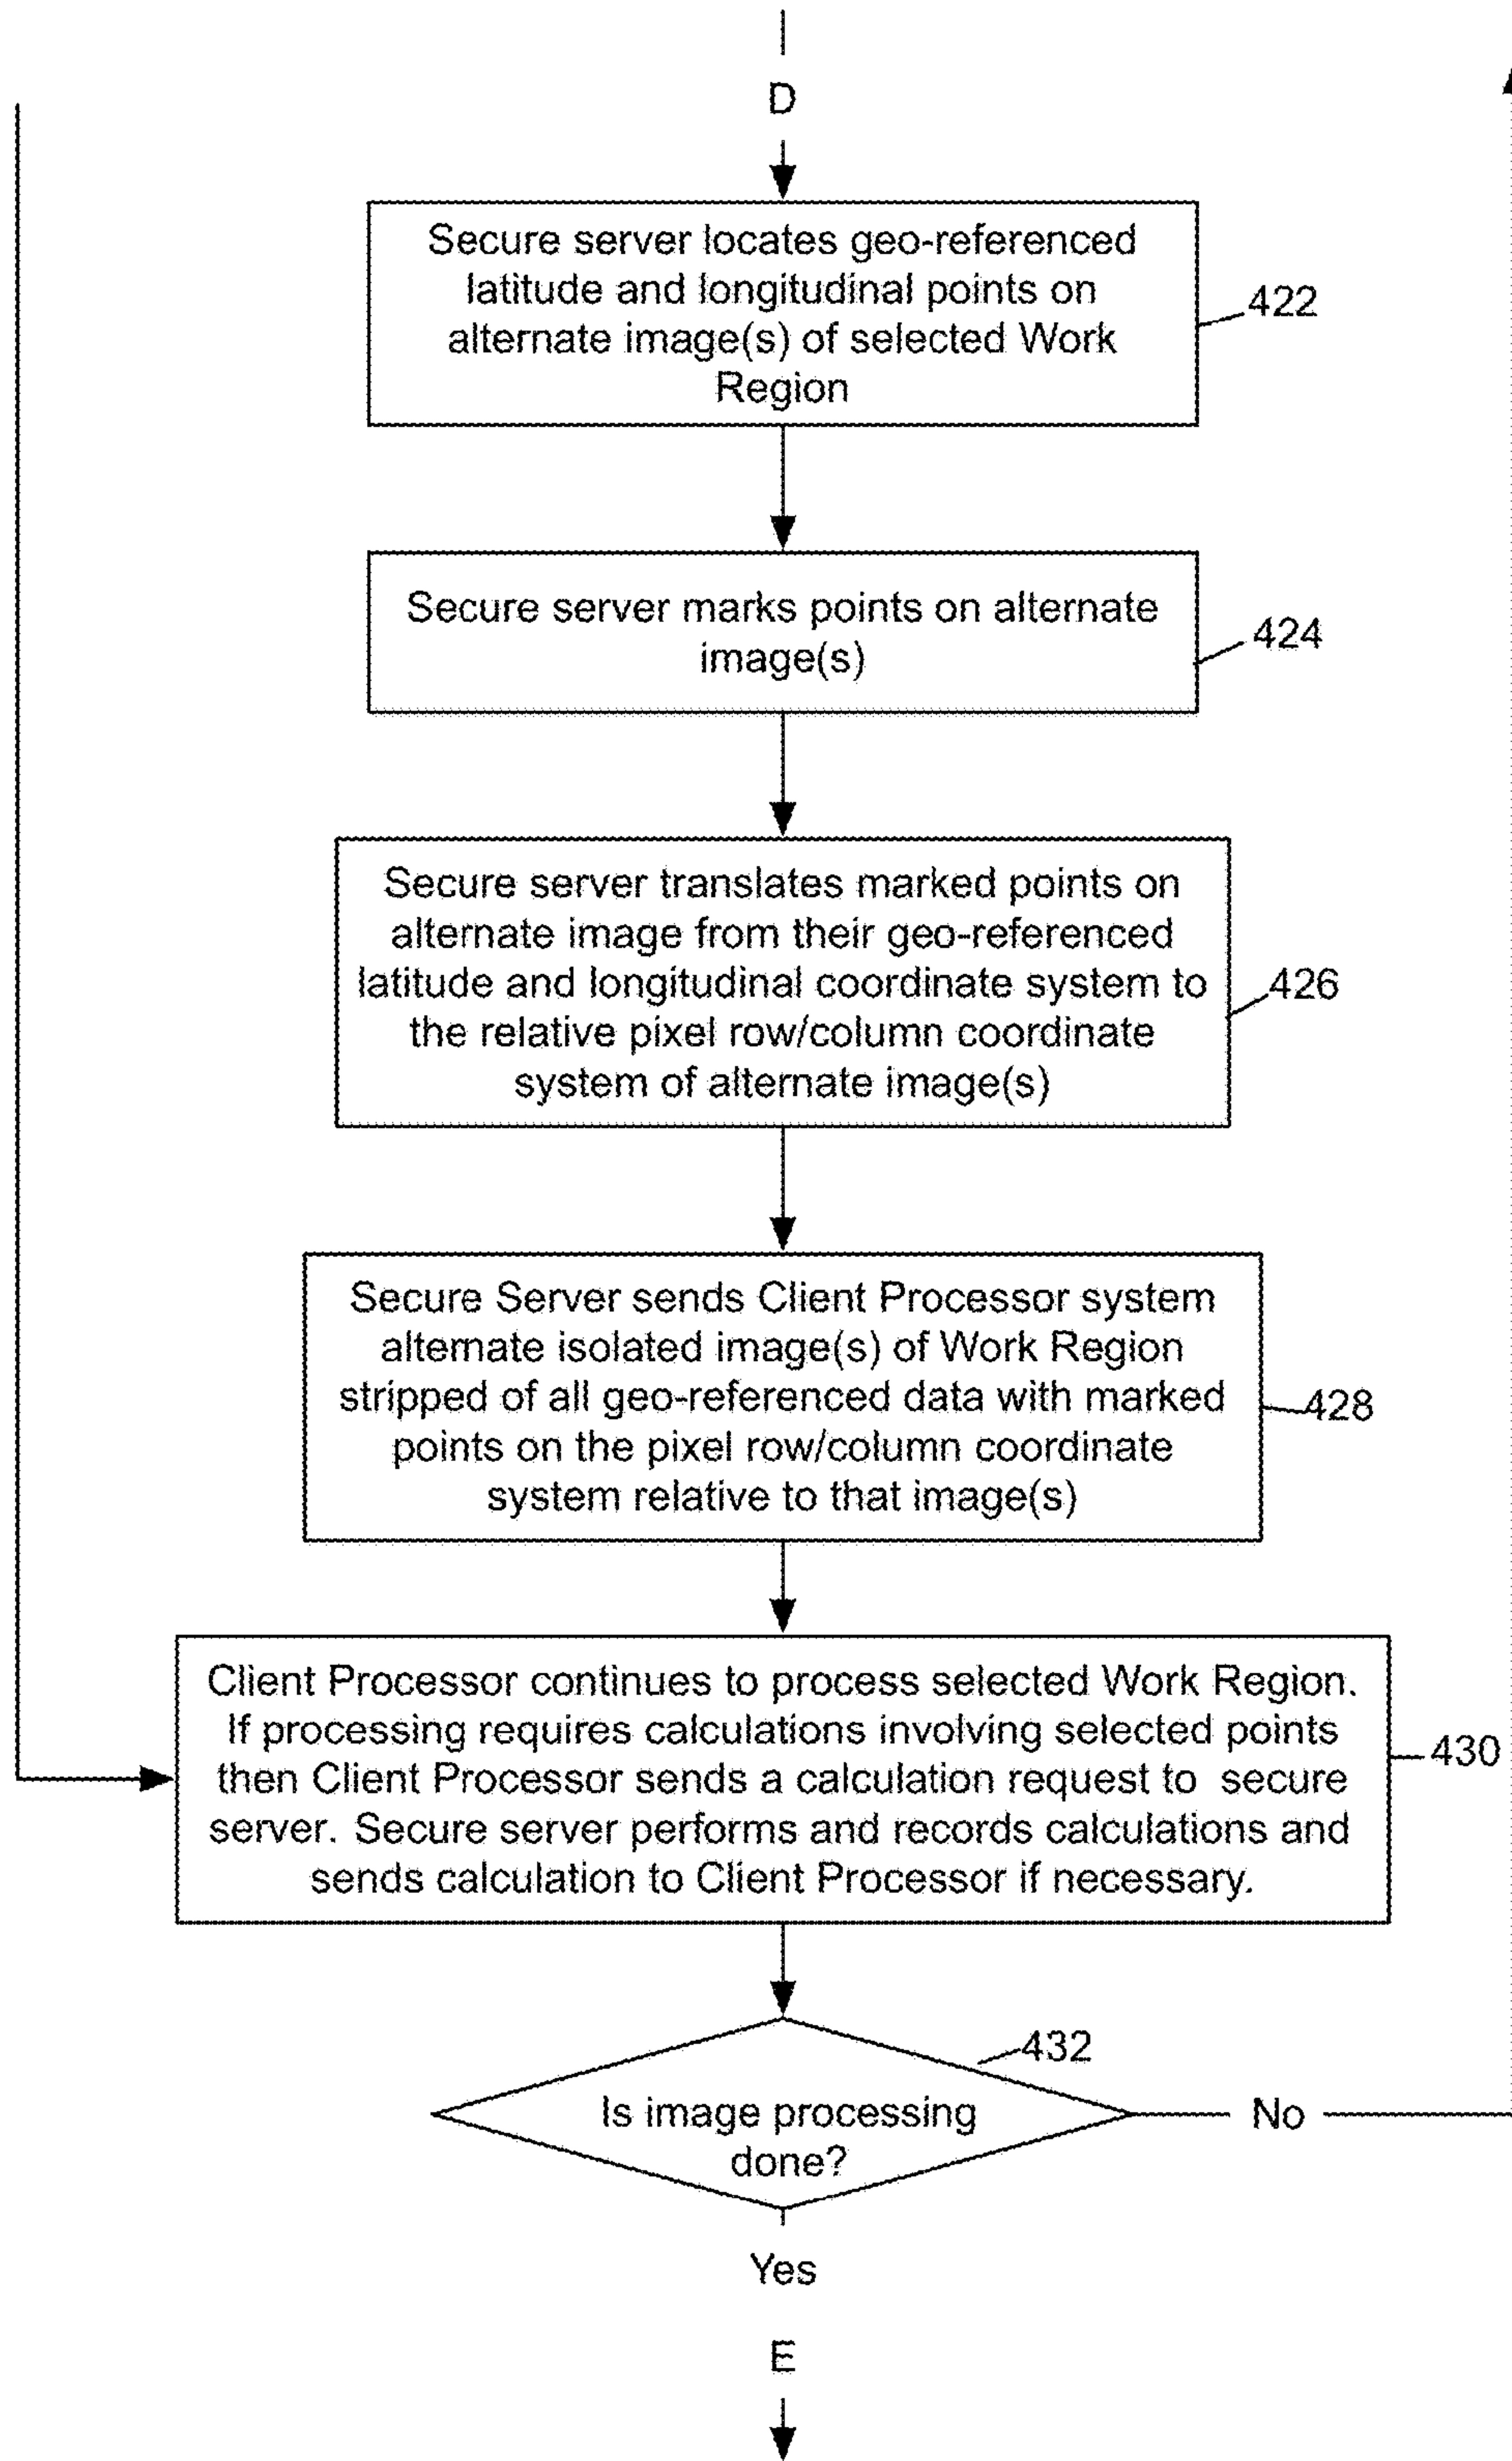 D
Secure server locates geo-referenced
latitude and longitudinal points on
alternate image(s) of selected Work
Region
422
Secure server marks points on alternate
image(s)
424
Secure server translates marked points on
alternate image from their geo-referenced
latitude and longitudinal coordinate system to
the relative pixel row/column coordinate
system of alternate image(s)
426
Secure Server sends Client Processor system
alternate isolated image(s) of Work Region
stripped of all geo-referenced data with marked
points on the pixel row/column coordinate
system relative to that image(s)
428
Client Processor continues to process selected Work Region.
If processing requires calculations involving selected points
then Client Processor sends a calculation request to secure
server. Secure server performs and records calculations and
sends calculation to Client Processor if necessary.
430
432
Is image processing
done?
No
Yes
E